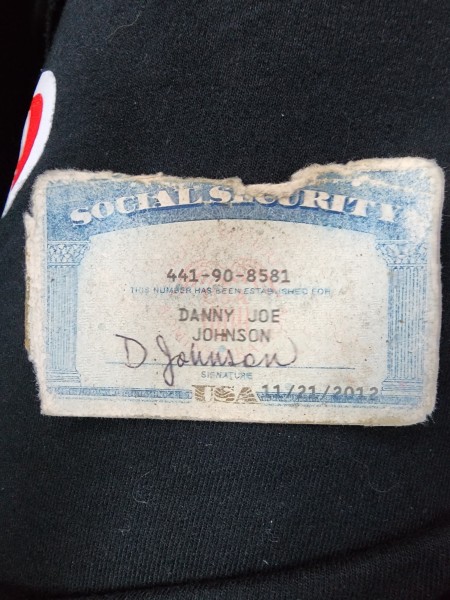 SOCIAL SECURITY
441-90-8581
THIS NUMBER HAS BEEN ESTABLISHED FOR
DANNY JOE
JOHNSON
D Johnson
SIGNATURE
USA 11/21/2012